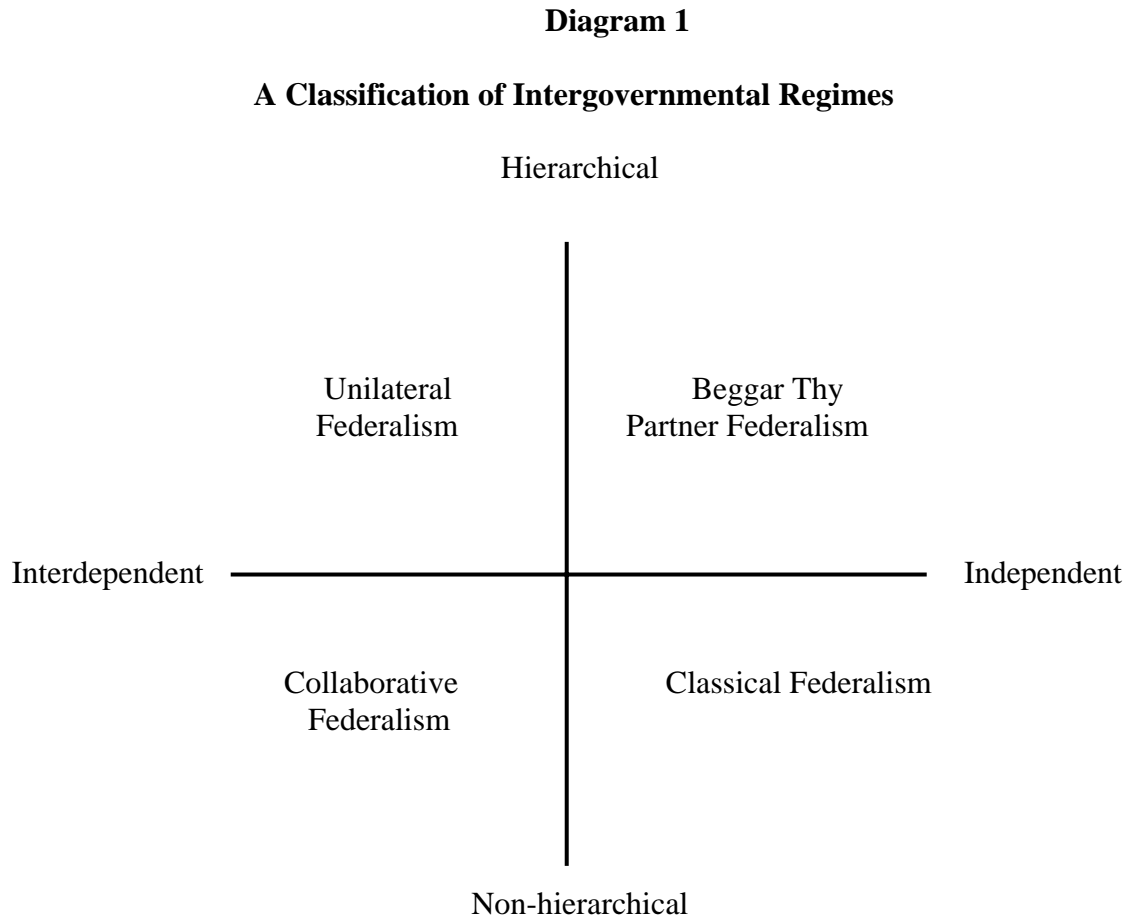 Diagram 1
A Classification of Intergovernmental Regimes
Hierarchical
Unilateral
Federalism
Beggar Thy
Partner Federalism
Interdependent
Independent
Collaborative
Federalism
Classical Federalism
Non-hierarchical